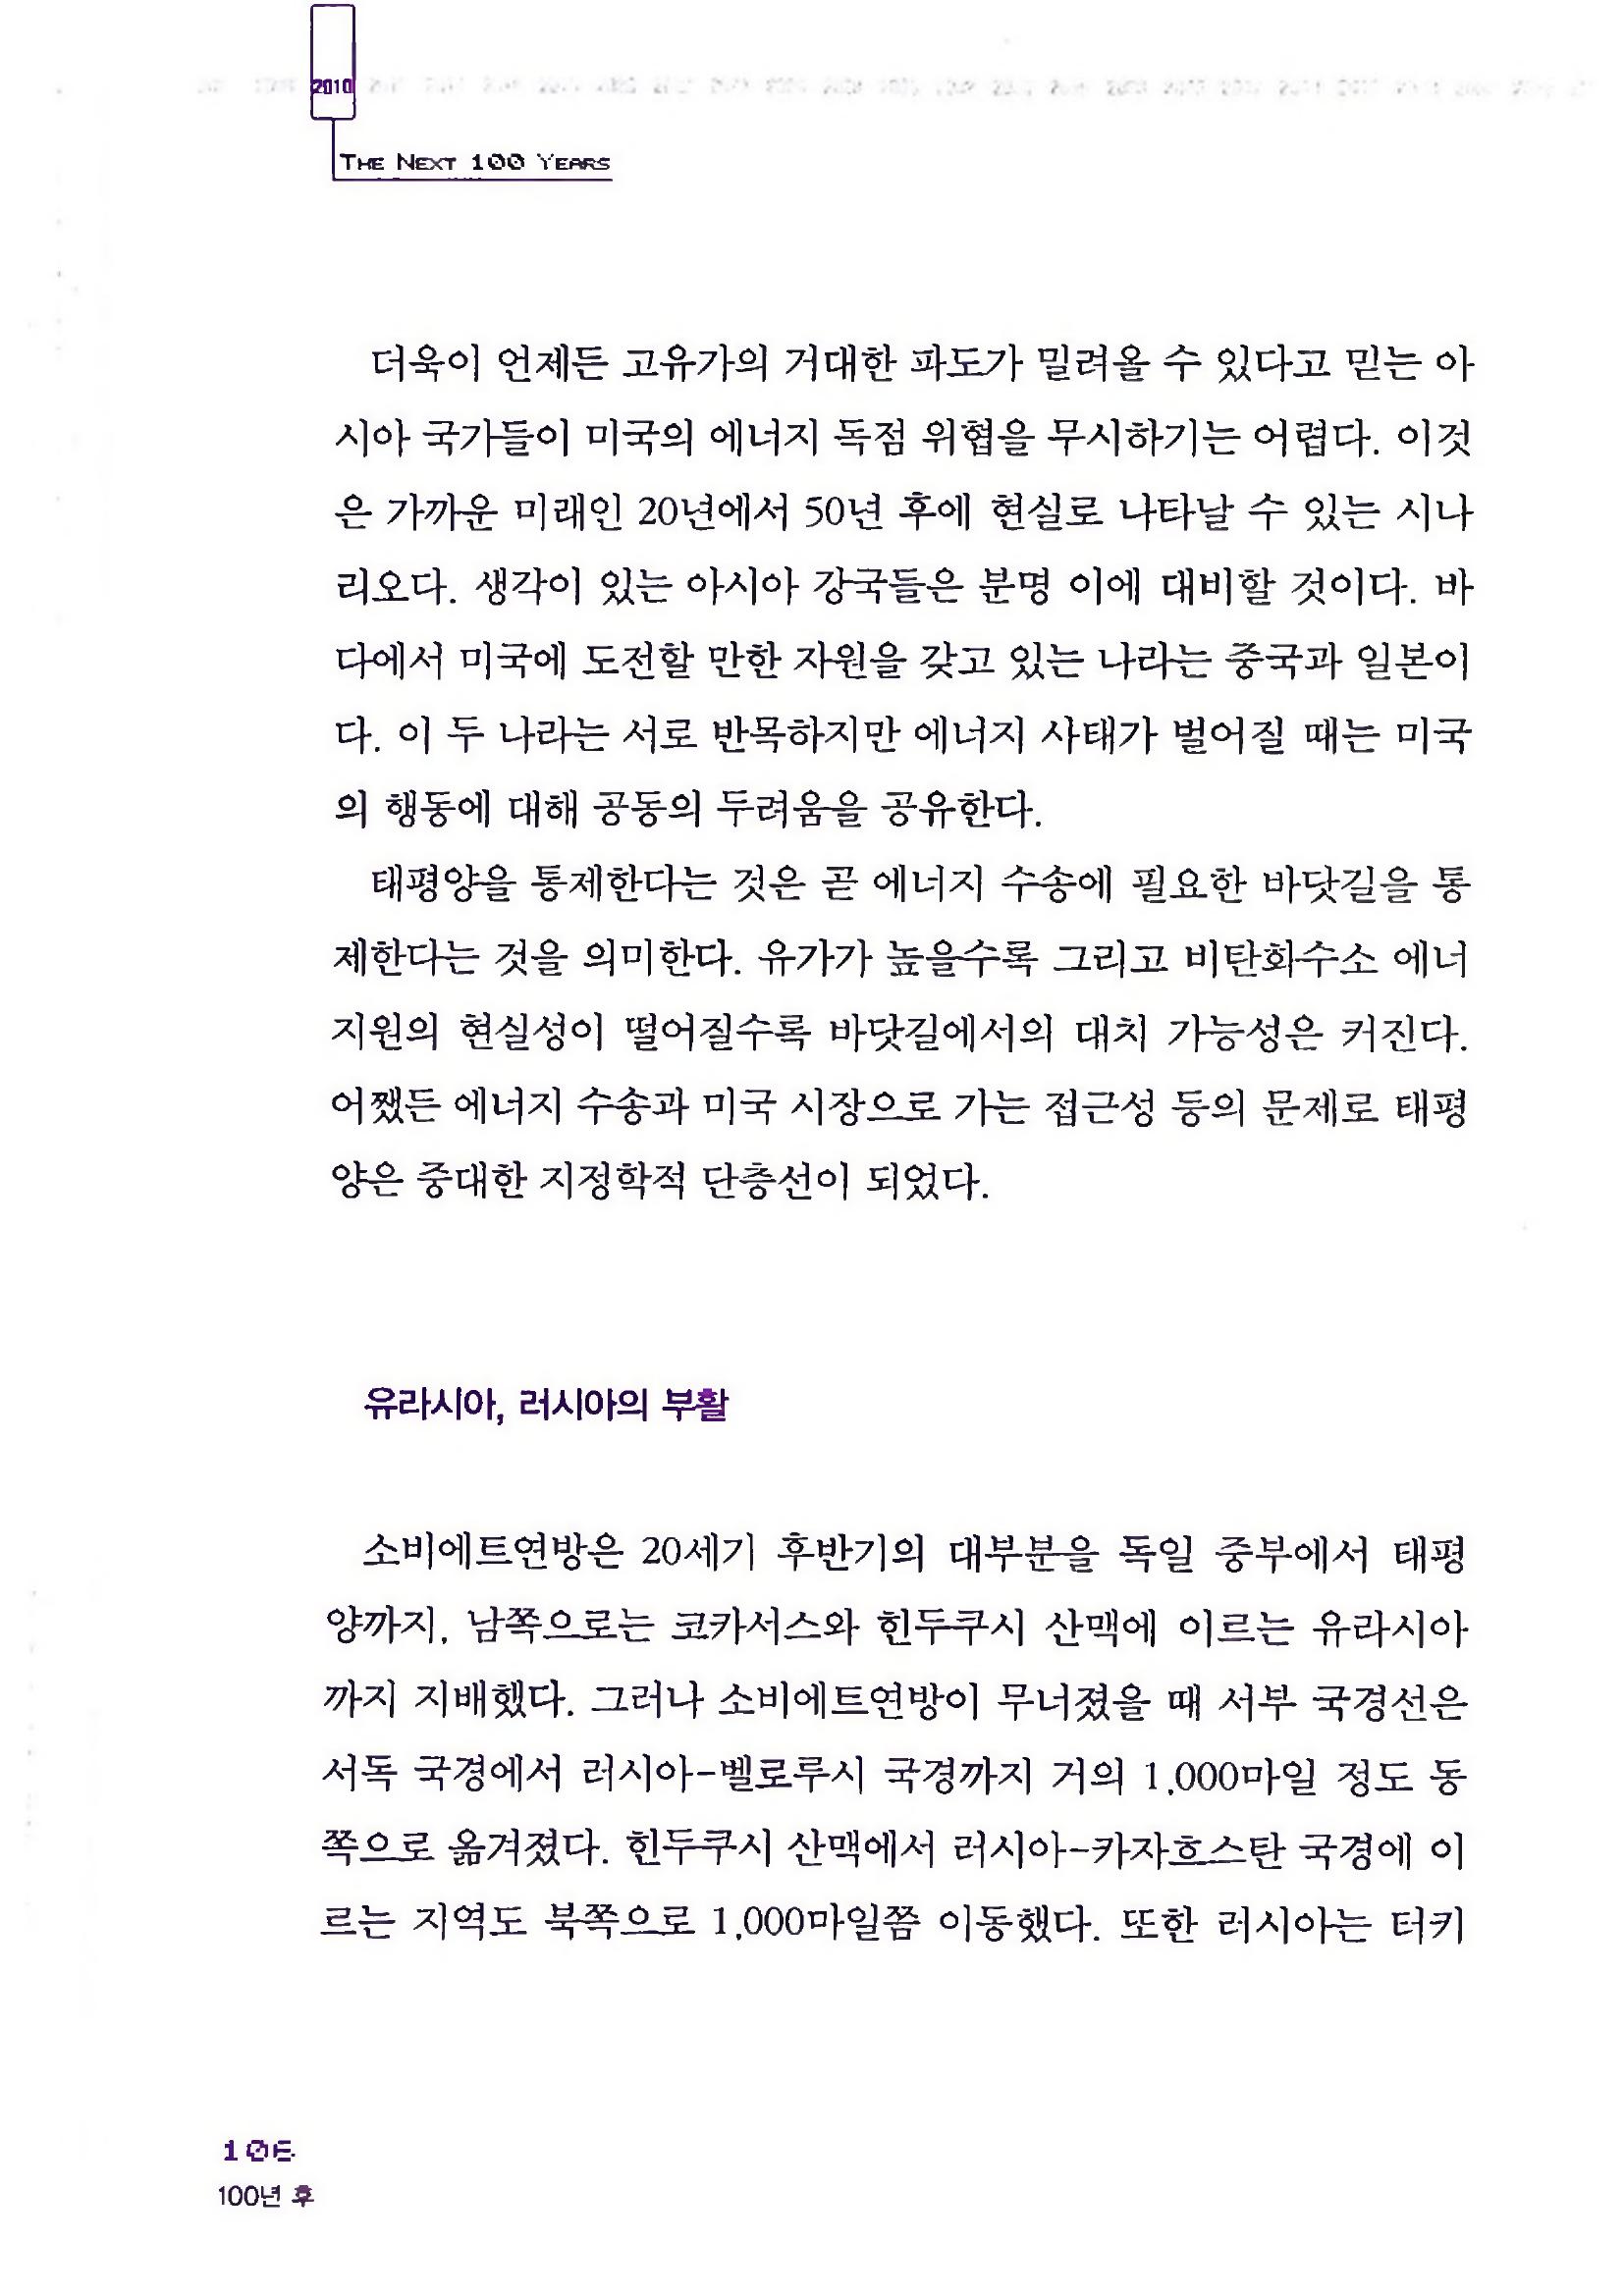 2010
THE NEXT 100 YEARS
더욱이 언제든 고유가의 거대한 파도가 밀려올 수 있다고 믿는 아
시아 국가들이 미국의 에너지 독점 위협을 무시하기는 어렵다. 이것
은 가까운 미래인 20년에서 50년 후에 현실로 나타날 수 있는 시나
리오다. 생각이 있는 아시아 강국들은 분명 이에 대비할 것이다. 바
다에서 미국에 도전할 만한 자원을 갖고 있는 나라는 중국과 일본이
다. 이 두 나라는 서로 반목하지만 에너지 사태가 벌어질 때는 미국
의 행동에 대해 공동의 두려움을 공유한다.
태평양을 통제한다는 것은 곧 에너지 수송에 필요한 바닷길을 통
제한다는 것을 의미한다. 유가가 높을수록 그리고 비탄화수소 에너
지원의 현실성이 떨어질수록 바닷길에서의 대치 가능성은 커진다.
어쨌든 에너지 수송과 미국 시장으로 가는 접근성 등의 문제로 태평
양은 중대한 지정학적 단층선이 되었다.
유라시아, 러시아의 부활
소비에트연방은 20세기 후반기의 대부분을 독일 중부에서 태평
양까지, 남쪽으로는 코카서스와 힌두쿠시 산맥에 이르는 유라시아
까지 지배했다. 그러나 소비에트연방이 무너졌을 때 서부 국경선은
서독 국경에서 러시아-벨로루시 국경까지 거의 1,000마일 정도 동
쪽으로 옮겨졌다. 힌두쿠시 산맥에서 러시아-카자흐스탄 국경에 이
르는 지역도 북쪽으로 1,000마일쯤 이동했다. 또한 러시아는 터키
106
100년 후